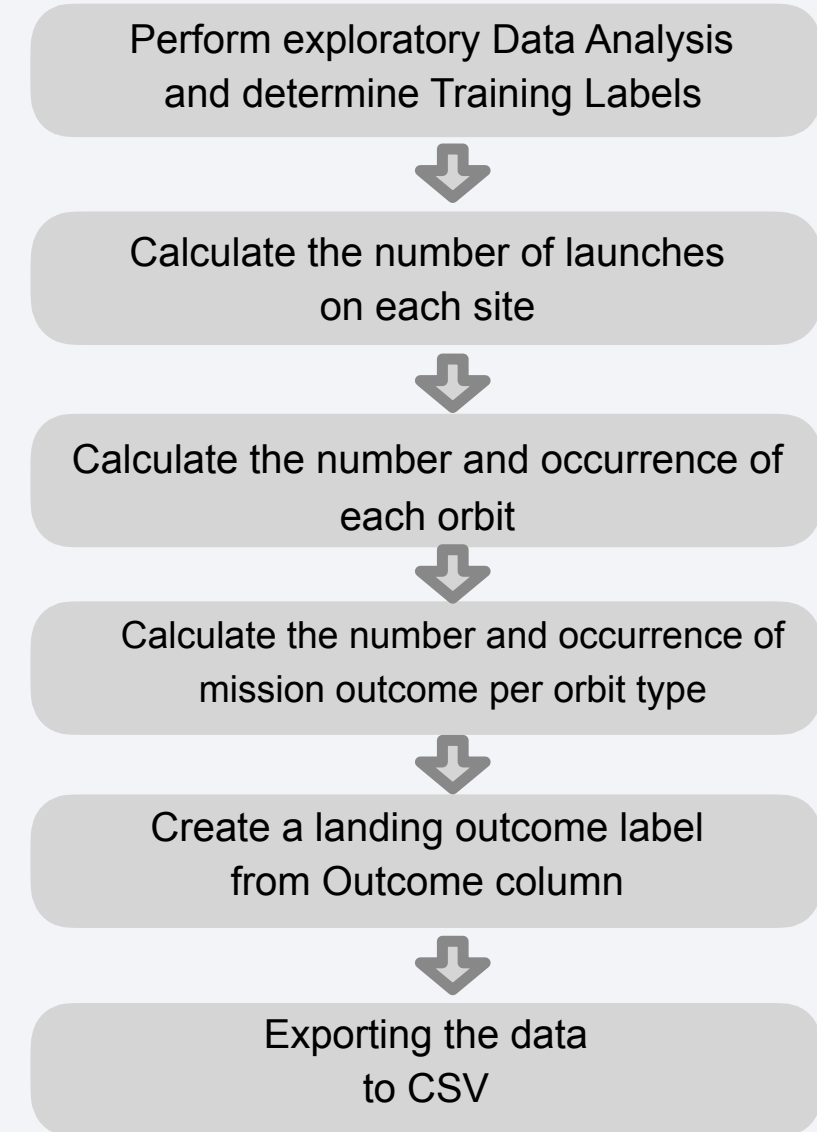 Perform exploratory Data Analysis
and determine Training Labels
Calculate the number of launches
on each site
Calculate the number and occurrence of
each orbit
Calculate the number and occurrence of
mission outcome per orbit type
Create a landing outcome label
from Outcome column
Exporting the data
to CSV